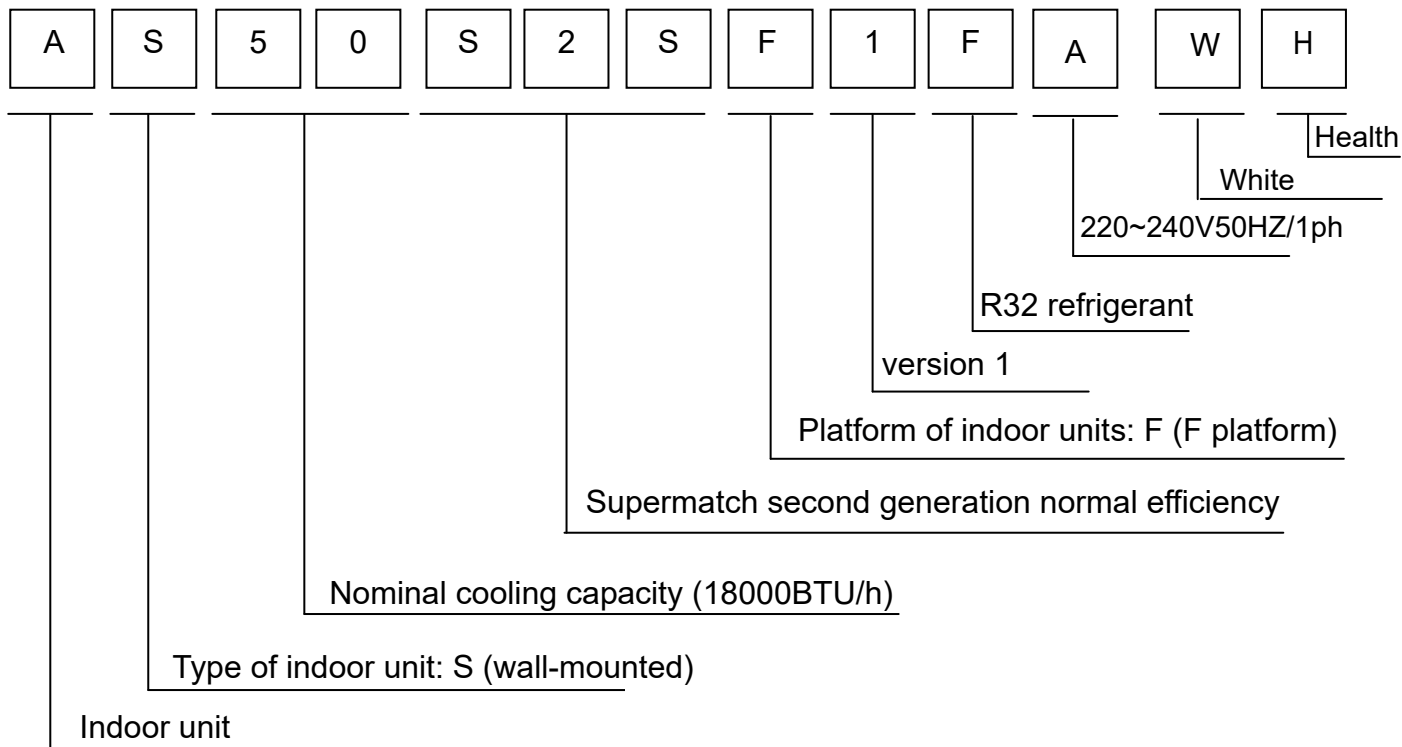 A S 5 0 S 2 S F 1 F A W H
Health
White
220~240V50HZ/1ph
R32 refrigerant
version 1
Platform of indoor units: F (F platform)
Supermatch second generation normal efficiency
Nominal cooling capacity (18000BTU/h)
Type of indoor unit: S (wall-mounted)
Indoor unit